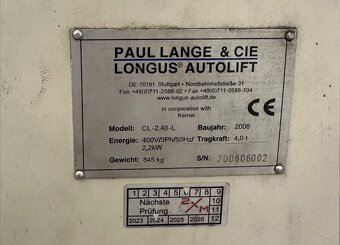 PAUL LANGE & CIE
LONGUS® AUTOLIFT
DE-70191 Stuttgart • Nordbahnhofstraße 31
Fon +49(0)711-2588-02 • Fax +49(0)711-2588-104
www.longus-autolift.com
in cooperation with
Kernel
CE
Modell: CL-2.40-L Baujahr: 2008
Energie: 400V/3Ph/50Hz/ Tragkraft: 4,0 t
2,2kW
Gewicht: 845 kg S/N: 200806002
1 2 3 4 5 6 7 8 9
Nächste 10
Prüfung 11
2023 2024 2025 2026 12